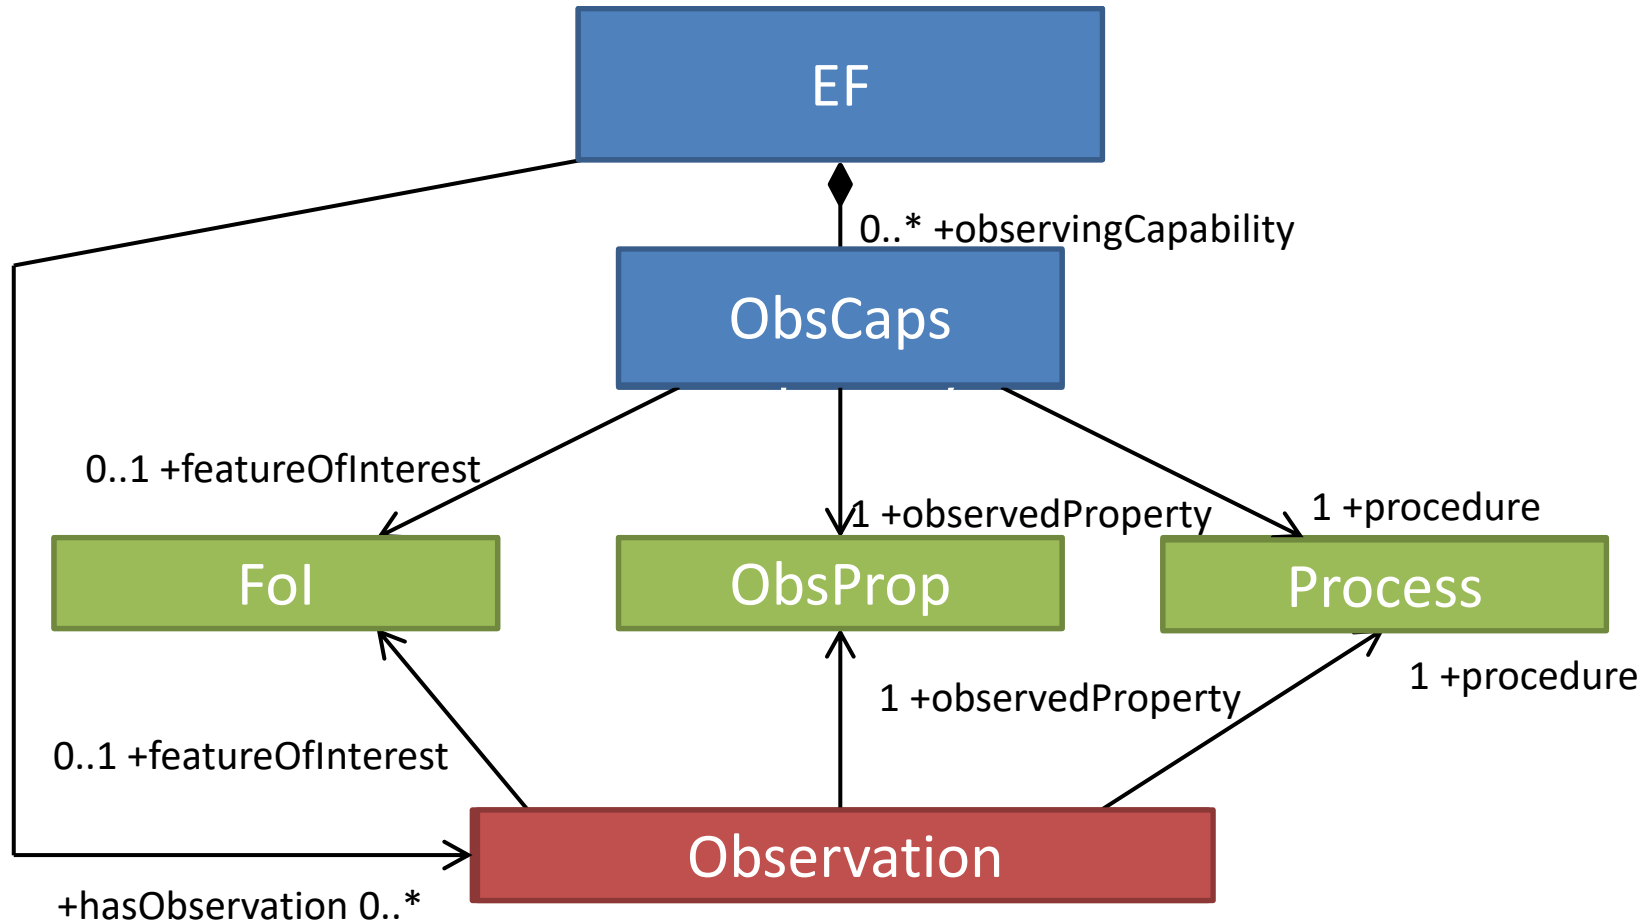 EF
0..* +observingCapability
ObsCaps
0..1 +featureOfInterest
1 +observedProperty
1 +procedure
FoI
ObsProp
Process
1 +procedure
1 +observedProperty
0..1 +featureOfInterest
Observation
+hasObservation 0..*